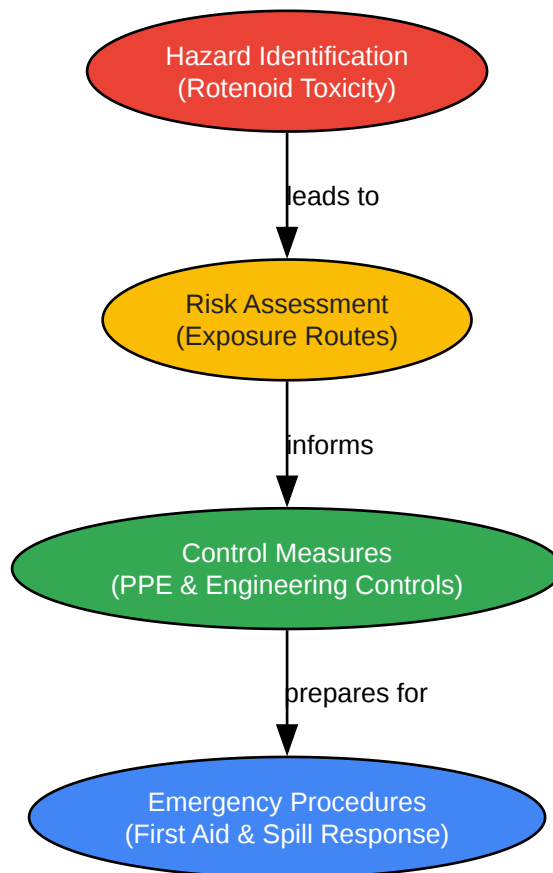 Hazard Identification
(Rotenoid Toxicity)
leads to
Risk Assessment
(Exposure Routes)
informs
Control Measures
(PPE & Engineering Controls)
prepares for
Emergency Procedures
(First Aid & Spill Response)